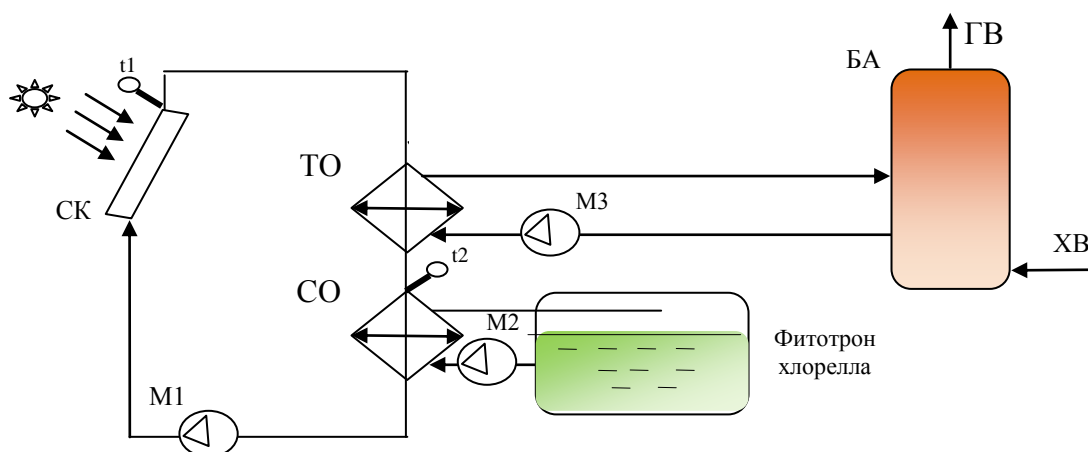 ГВ
БА
t1
ТО
М3
СК
ХВ
t2
СО
М2
Фитотрон
хлорелла
М1